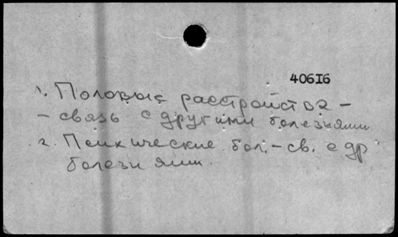 40616
1. Половые расстройства -
- связь с другими болезнями
2. Психические бол. - св. с др
болезнями.